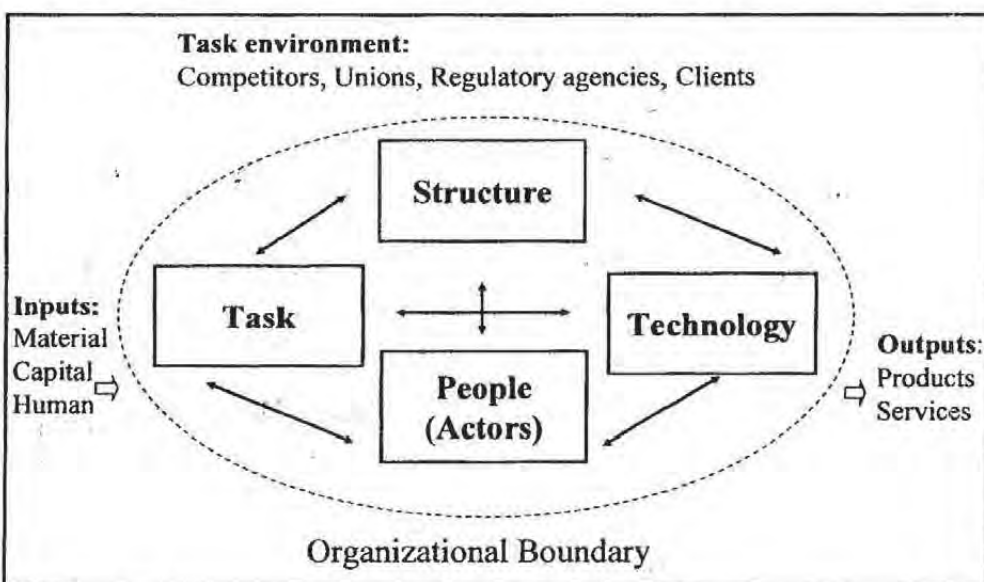 Task environment:
Competitors, Unions, Regulatory agencies, Clients
Structure
Task
Technology
People
(Actors)
Inputs:
Material
Capital
Human
Outputs:
Products
Services
Organizational Boundary